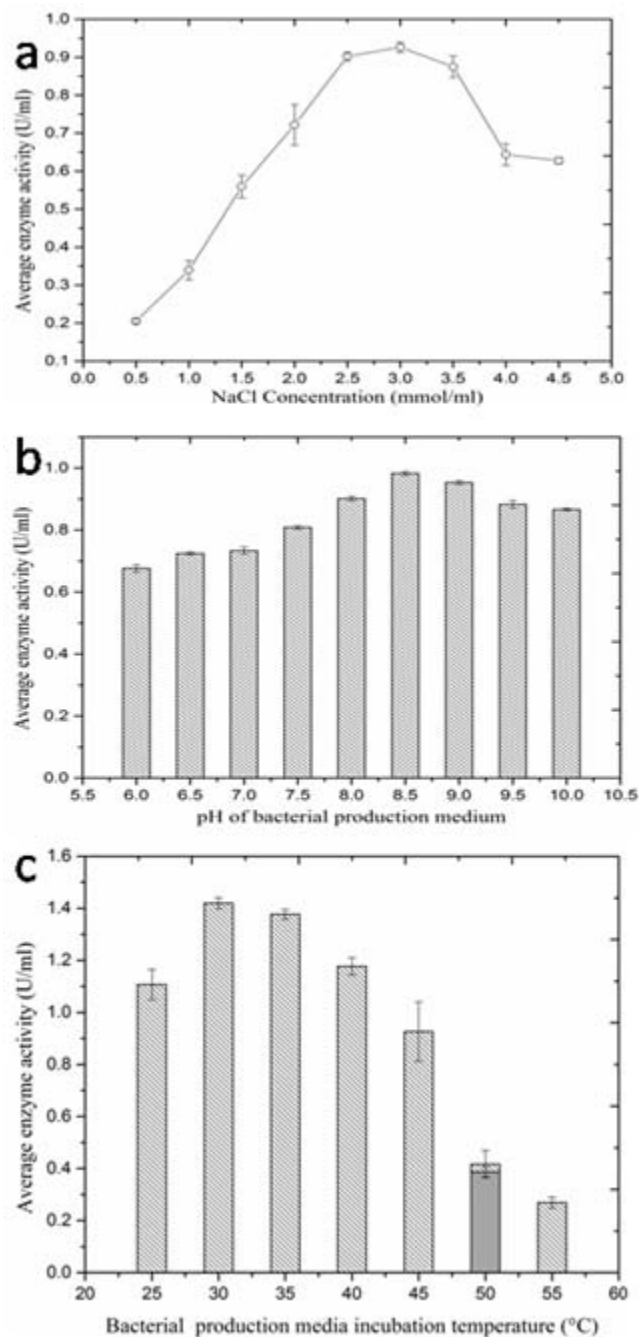 a
Average enzyme activity (U/ml)
1.0
0.9
0.8
0.7
0.6
0.5
0.4
0.3
0.2
0.1
0.0 0.5 1.0 1.5 2.0 2.5 3.0 3.5 4.0 4.5 5.0
NaCl Concentration (mmol/ml)
b
Average enzyme activity (U/ml)
1.0
0.8
0.6
0.4
0.2
0.0
5.5 6.0 6.5 7.0 7.5 8.0 8.5 9.0 9.5 10.0 10.5
pH of bacterial production medium
c
Average enzyme activity (U/ml)
1.6
1.4
1.2
1.0
0.8
0.6
0.4
0.2
0.0
20 25 30 35 40 45 50 55 60
Bacterial production media incubation temperature (°C)